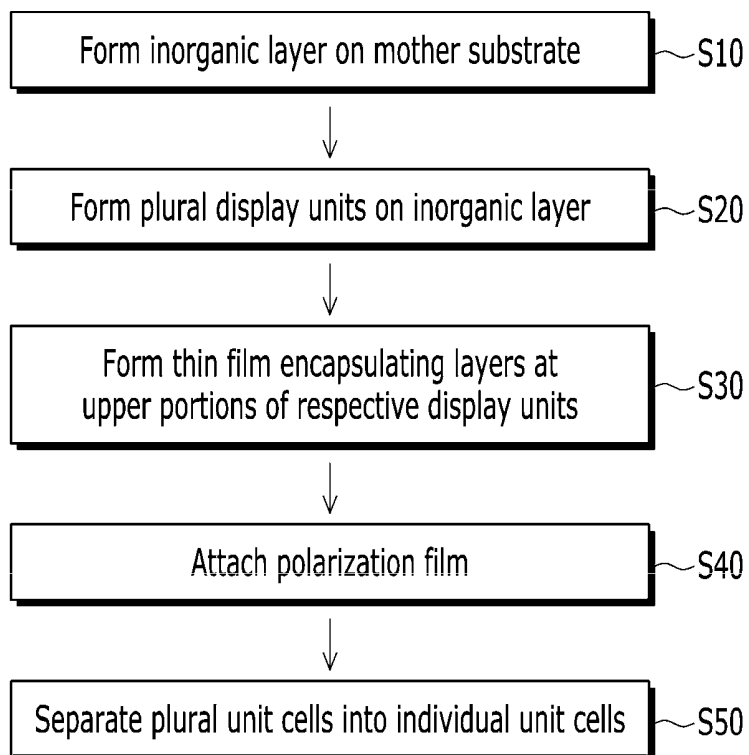 Form inorganic layer on mother substrate
S10
Form plural display units on inorganic layer
S20
Form thin film encapsulating layers at
upper portions of respective display units
S30
Attach polarization film
S40
Separate plural unit cells into individual unit cells
S50